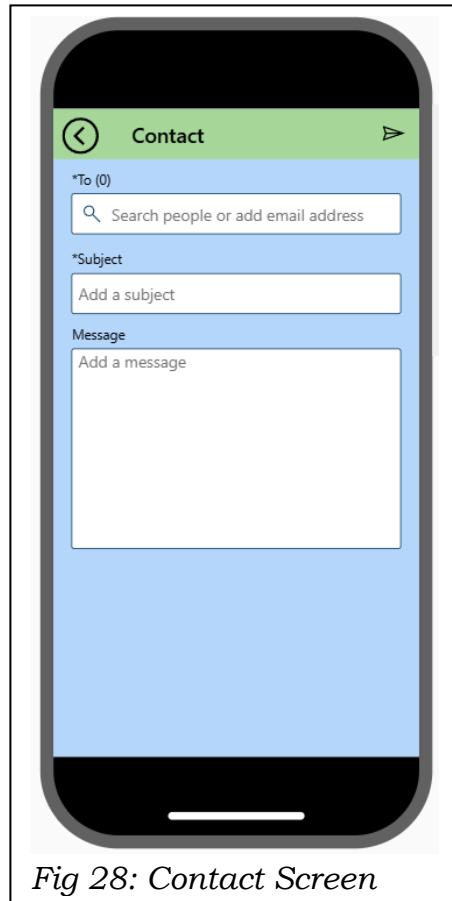 Contact
*To (0)
Search people or add email address
*Subject
Add a subject
Message
Add a message
Fig 28: Contact Screen